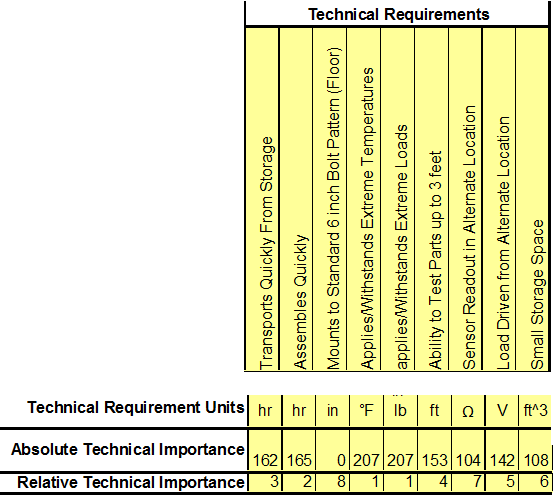 Technical Requirements
Transports Quickly From Storage
Assembles Quickly
Mounts to Standard 6 inch Bolt Pattern (Floor)
Applies/Withstands Extreme Temperatures
applies/Withstands Extreme Loads
Ability to Test Parts up to 3 feet
Sensor Readout in Alternate Location
Load Driven from Alternate Location
Small Storage Space
Technical Requirement Units hr hr in °F lb ft Ω V ft^3
Absolute Technical Importance 162 165 0 207 207 153 104 142 108
Relative Technical Importance 3 2 8 1 1 4 7 5 6